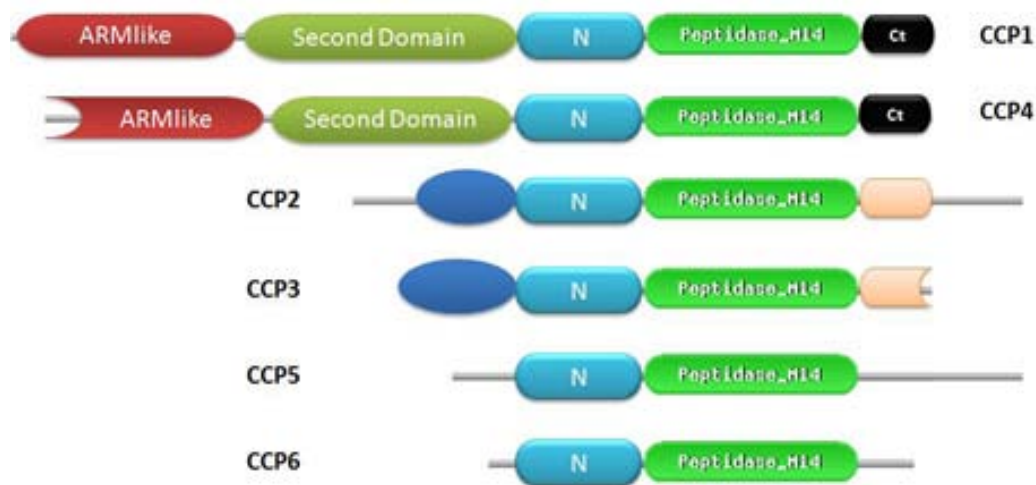 ARMlike Second Domain N Peptidase_M14 Ct CCP1
ARMlike Second Domain N Peptidase_M14 Ct CCP4
CCP2 N Peptidase_M14
CCP3 N Peptidase_M14
CCP5 N Peptidase_M14
CCP6 N Peptidase_M14